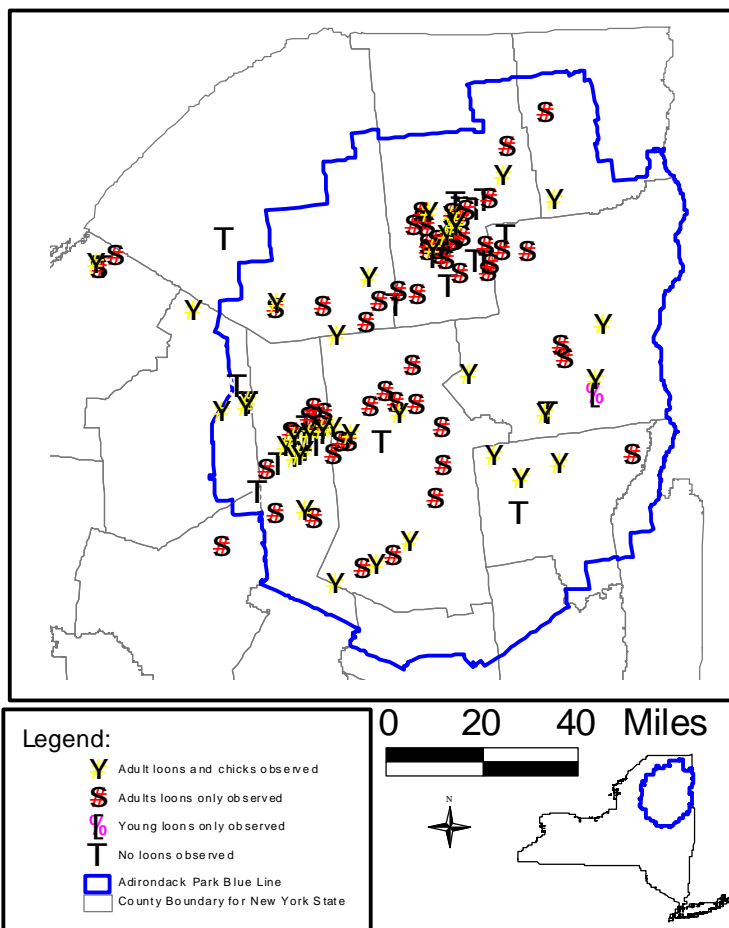 0 20 40 Miles
Legend:
Y Adult loons and chicks observed
S Adults loons only observed
% [ Young loons only observed
T No loons observed
Adirondack Park Blue Line
County Boundary for New York State
N